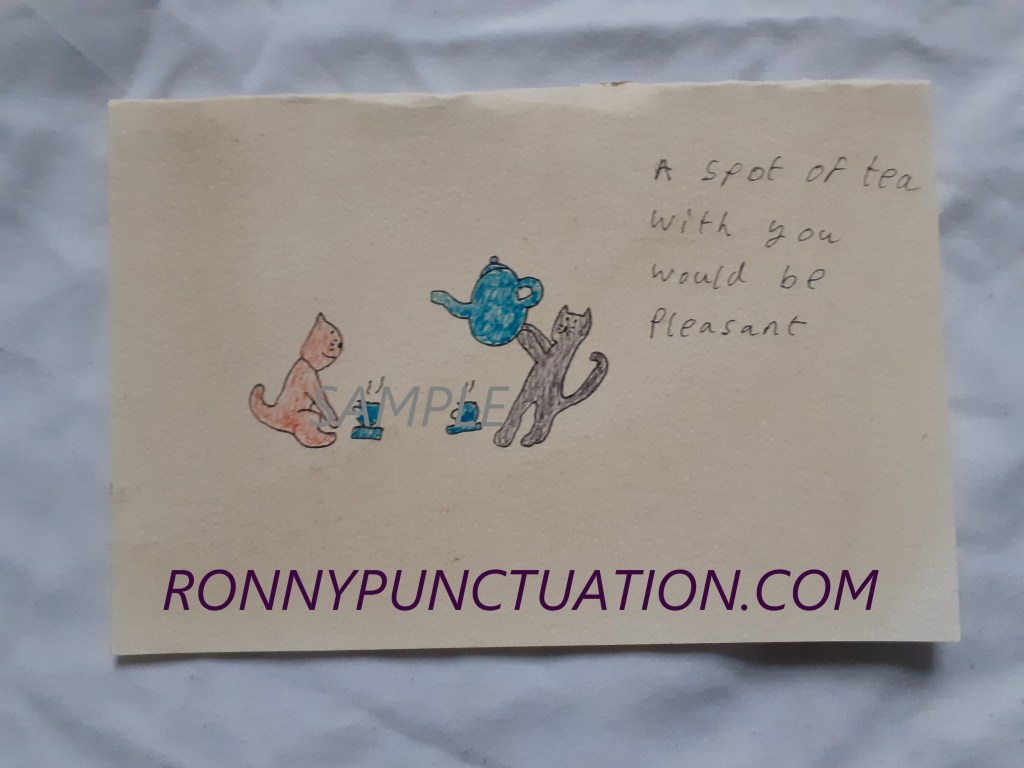 A spot of tea
with you
would be
Pleasant
SAMPLE
RONNYPUNCTUATION.COM